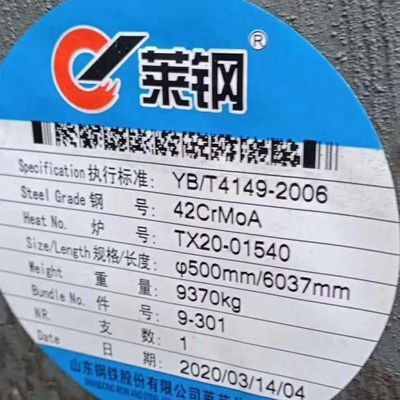 莱钢®
Specification 执行标准: YB/T4149-2006
Steel Grade 钢 号: 42CrMoA
Heat No. 炉 号: TX20-01540
Size/Length 规格/长度: φ500mm/6037mm
Weight 重 量: 9370kg
Bundle No. 件 号: 9-301
NR. 支 数: 1
Date 日 期: 2020/03/14/04
山东钢铁股份有限公司莱芜分公司